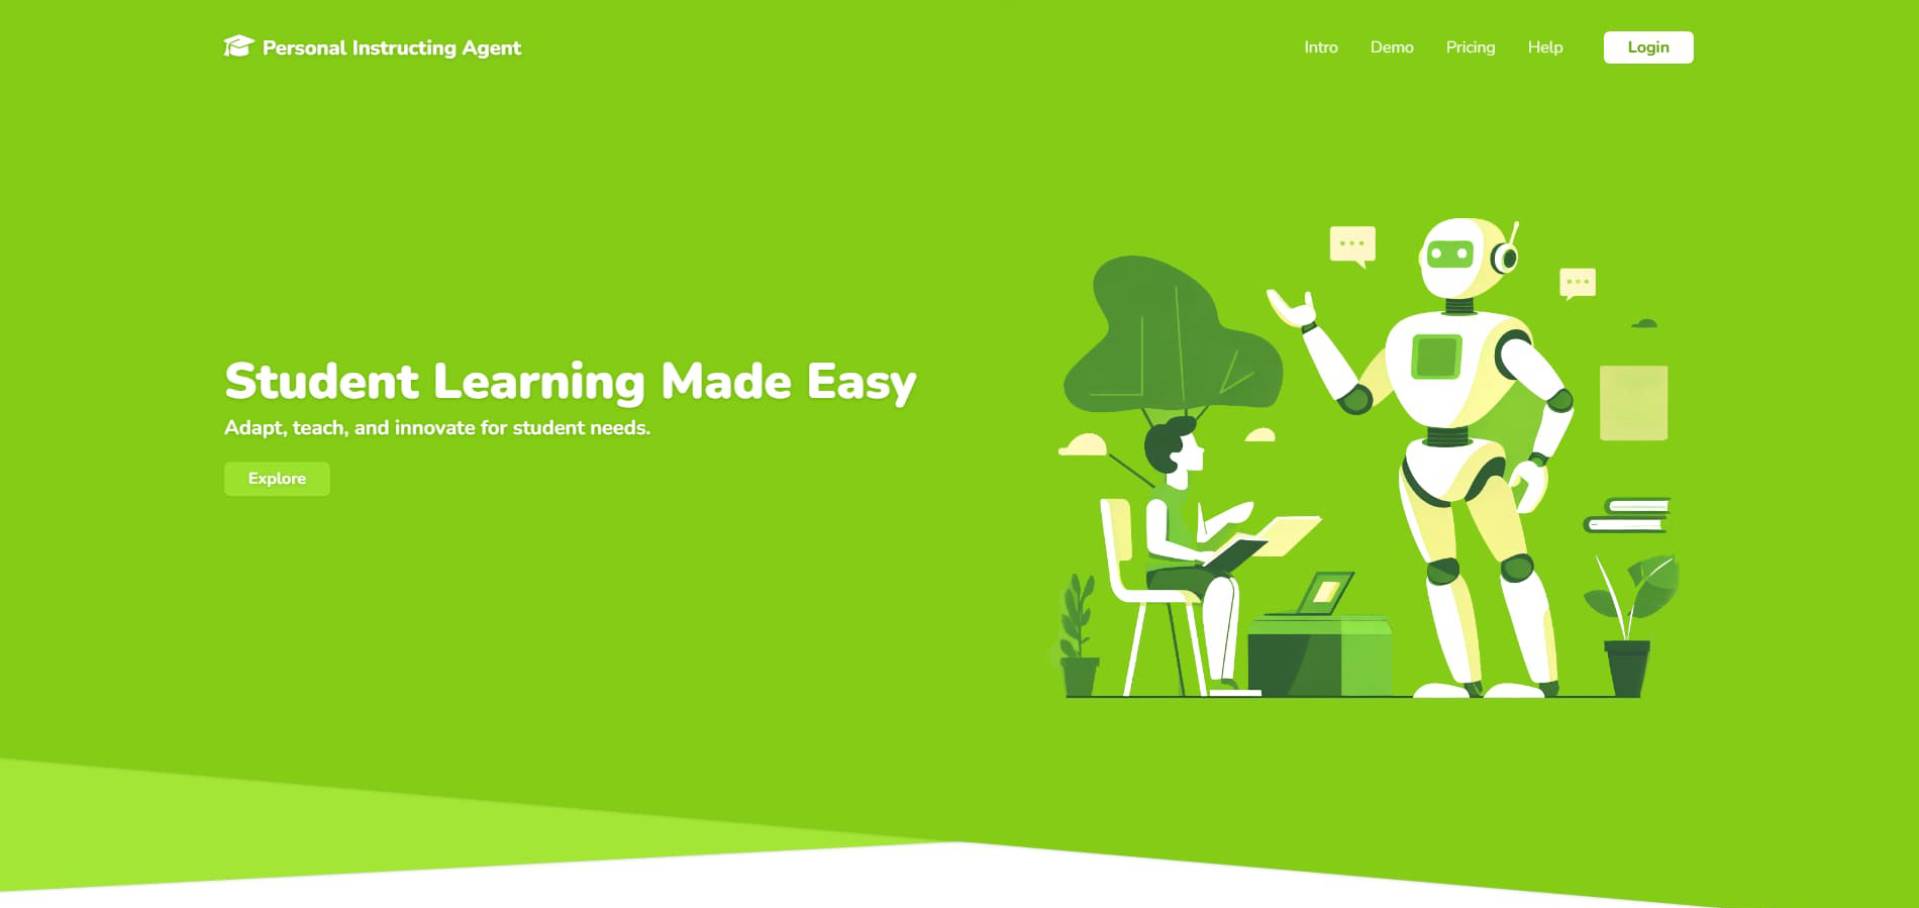 Personal Instructing Agent
Intro Demo Pricing Help Login
Student Learning Made Easy
Adapt, teach, and innovate for student needs.
Explore